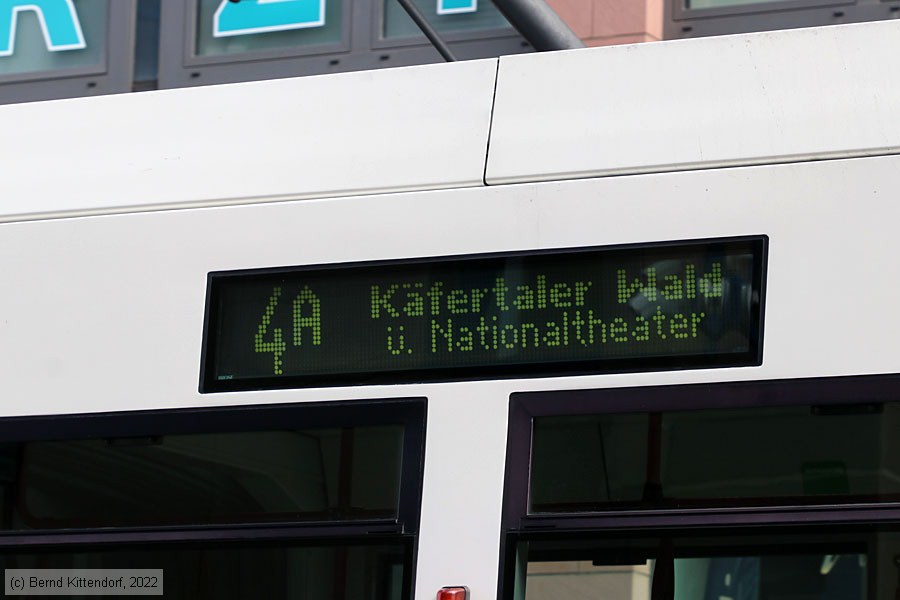 4A Käfertaler Wald
ü. Nationaltheater
(c) Bernd Kittendorf, 2022